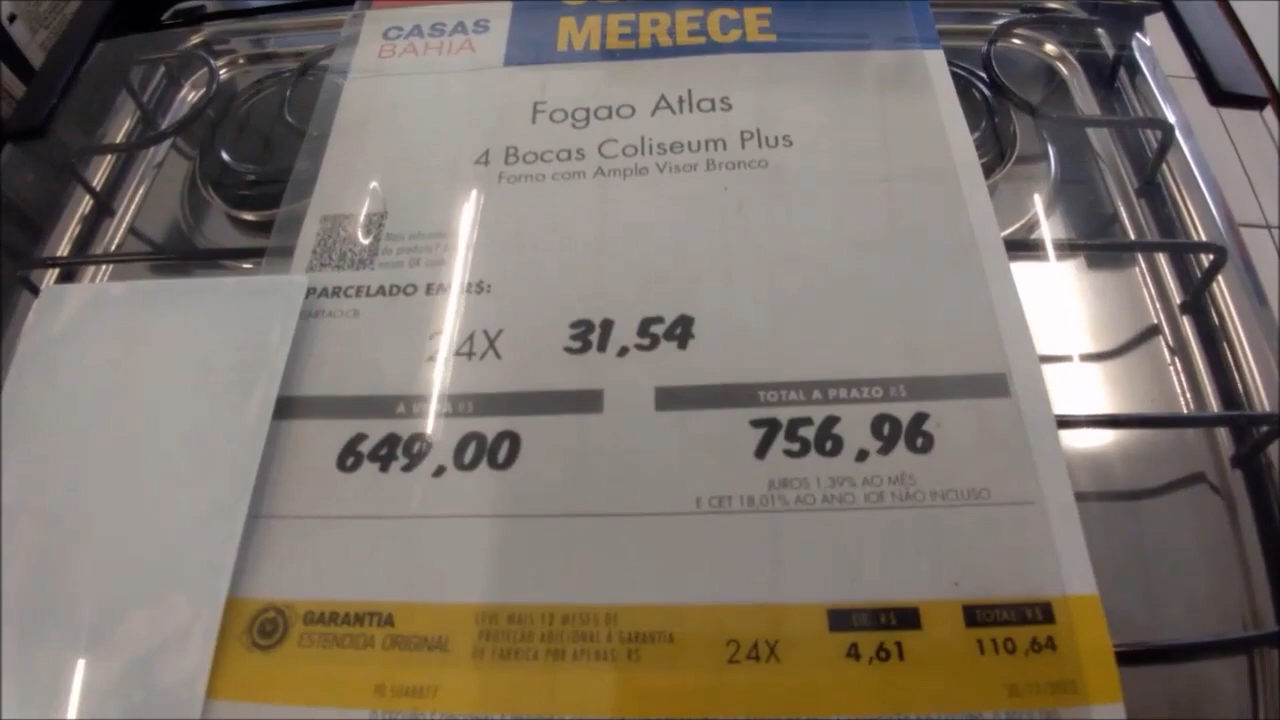 CASAS
BAHIA
MERECE
Fogao Atlas
4 Bocas Coliseum Plus
Forno com Amplo Visor Branco
PARCELADO EM R$:
24X 31,54
A VISTA R$
649,00
TOTAL A PRAZO R$
756,96
JUROS 1,39% AO MÊS
E CET 18,01% AO ANO. IOF NÃO INCLUSO
GARANTIA
ESTENDIDA ORIGINAL
LEVE MAIS 12 MESES DE
PROTEÇÃO ADICIONAL À GARANTIA
DE FÁBRICA POR APENAS: R$
24X
DE: R$
4,61
TOTAL R$
110,64